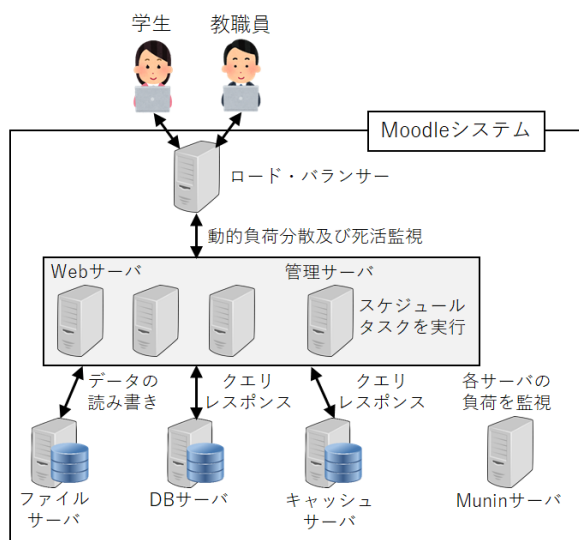 学生
教職員
Moodleシステム
ロード・バランサー
動的負荷分散及び死活監視
Webサーバ
管理サーバ
スケジュール
タスクを実行
データの
読み書き
クエリ
レスポンス
クエリ
レスポンス
各サーバの
負荷を監視
ファイル
サーバ
DBサーバ
キャッシュ
サーバ
Muninサーバ